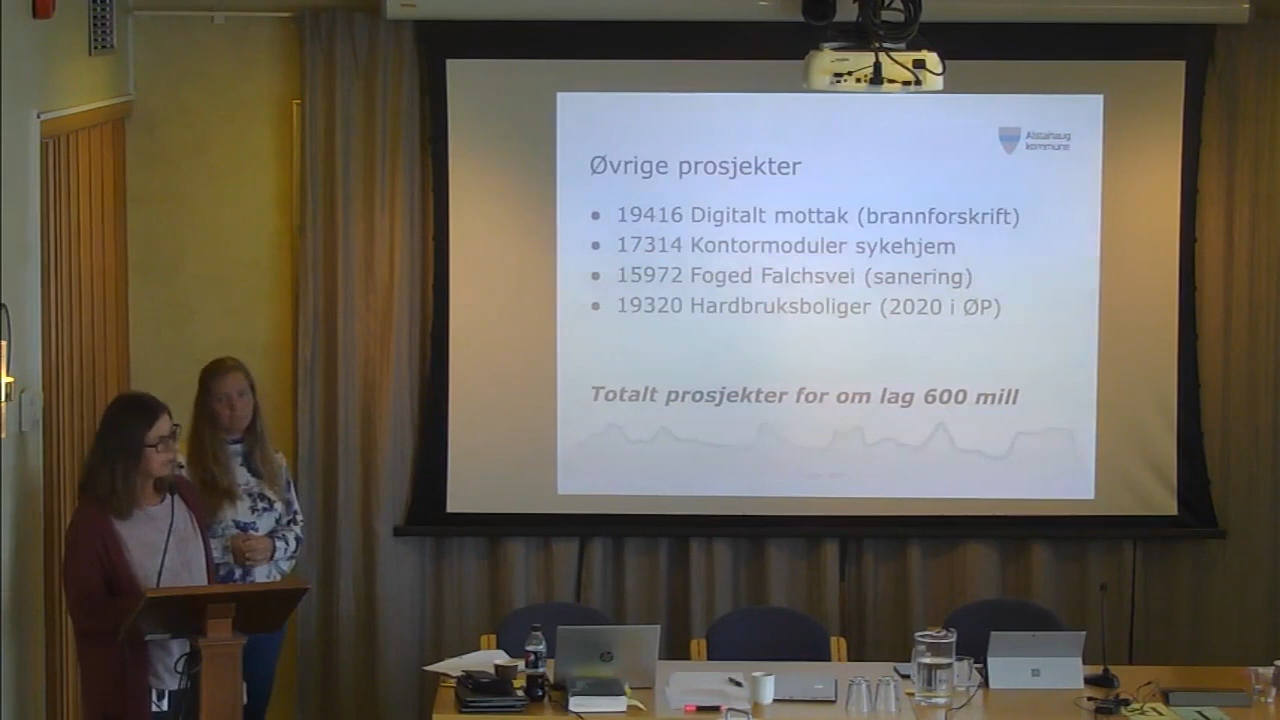 Alstahaug
kommune
Øvrige prosjekter
• 19416 Digitalt mottak (brannforskrift)
• 17314 Kontormoduler sykehjem
• 15972 Foged Falchsvei (sanering)
• 19320 Hardbruksboliger (2020 i ØP)
Totalt prosjekter for om lag 600 mill
hp